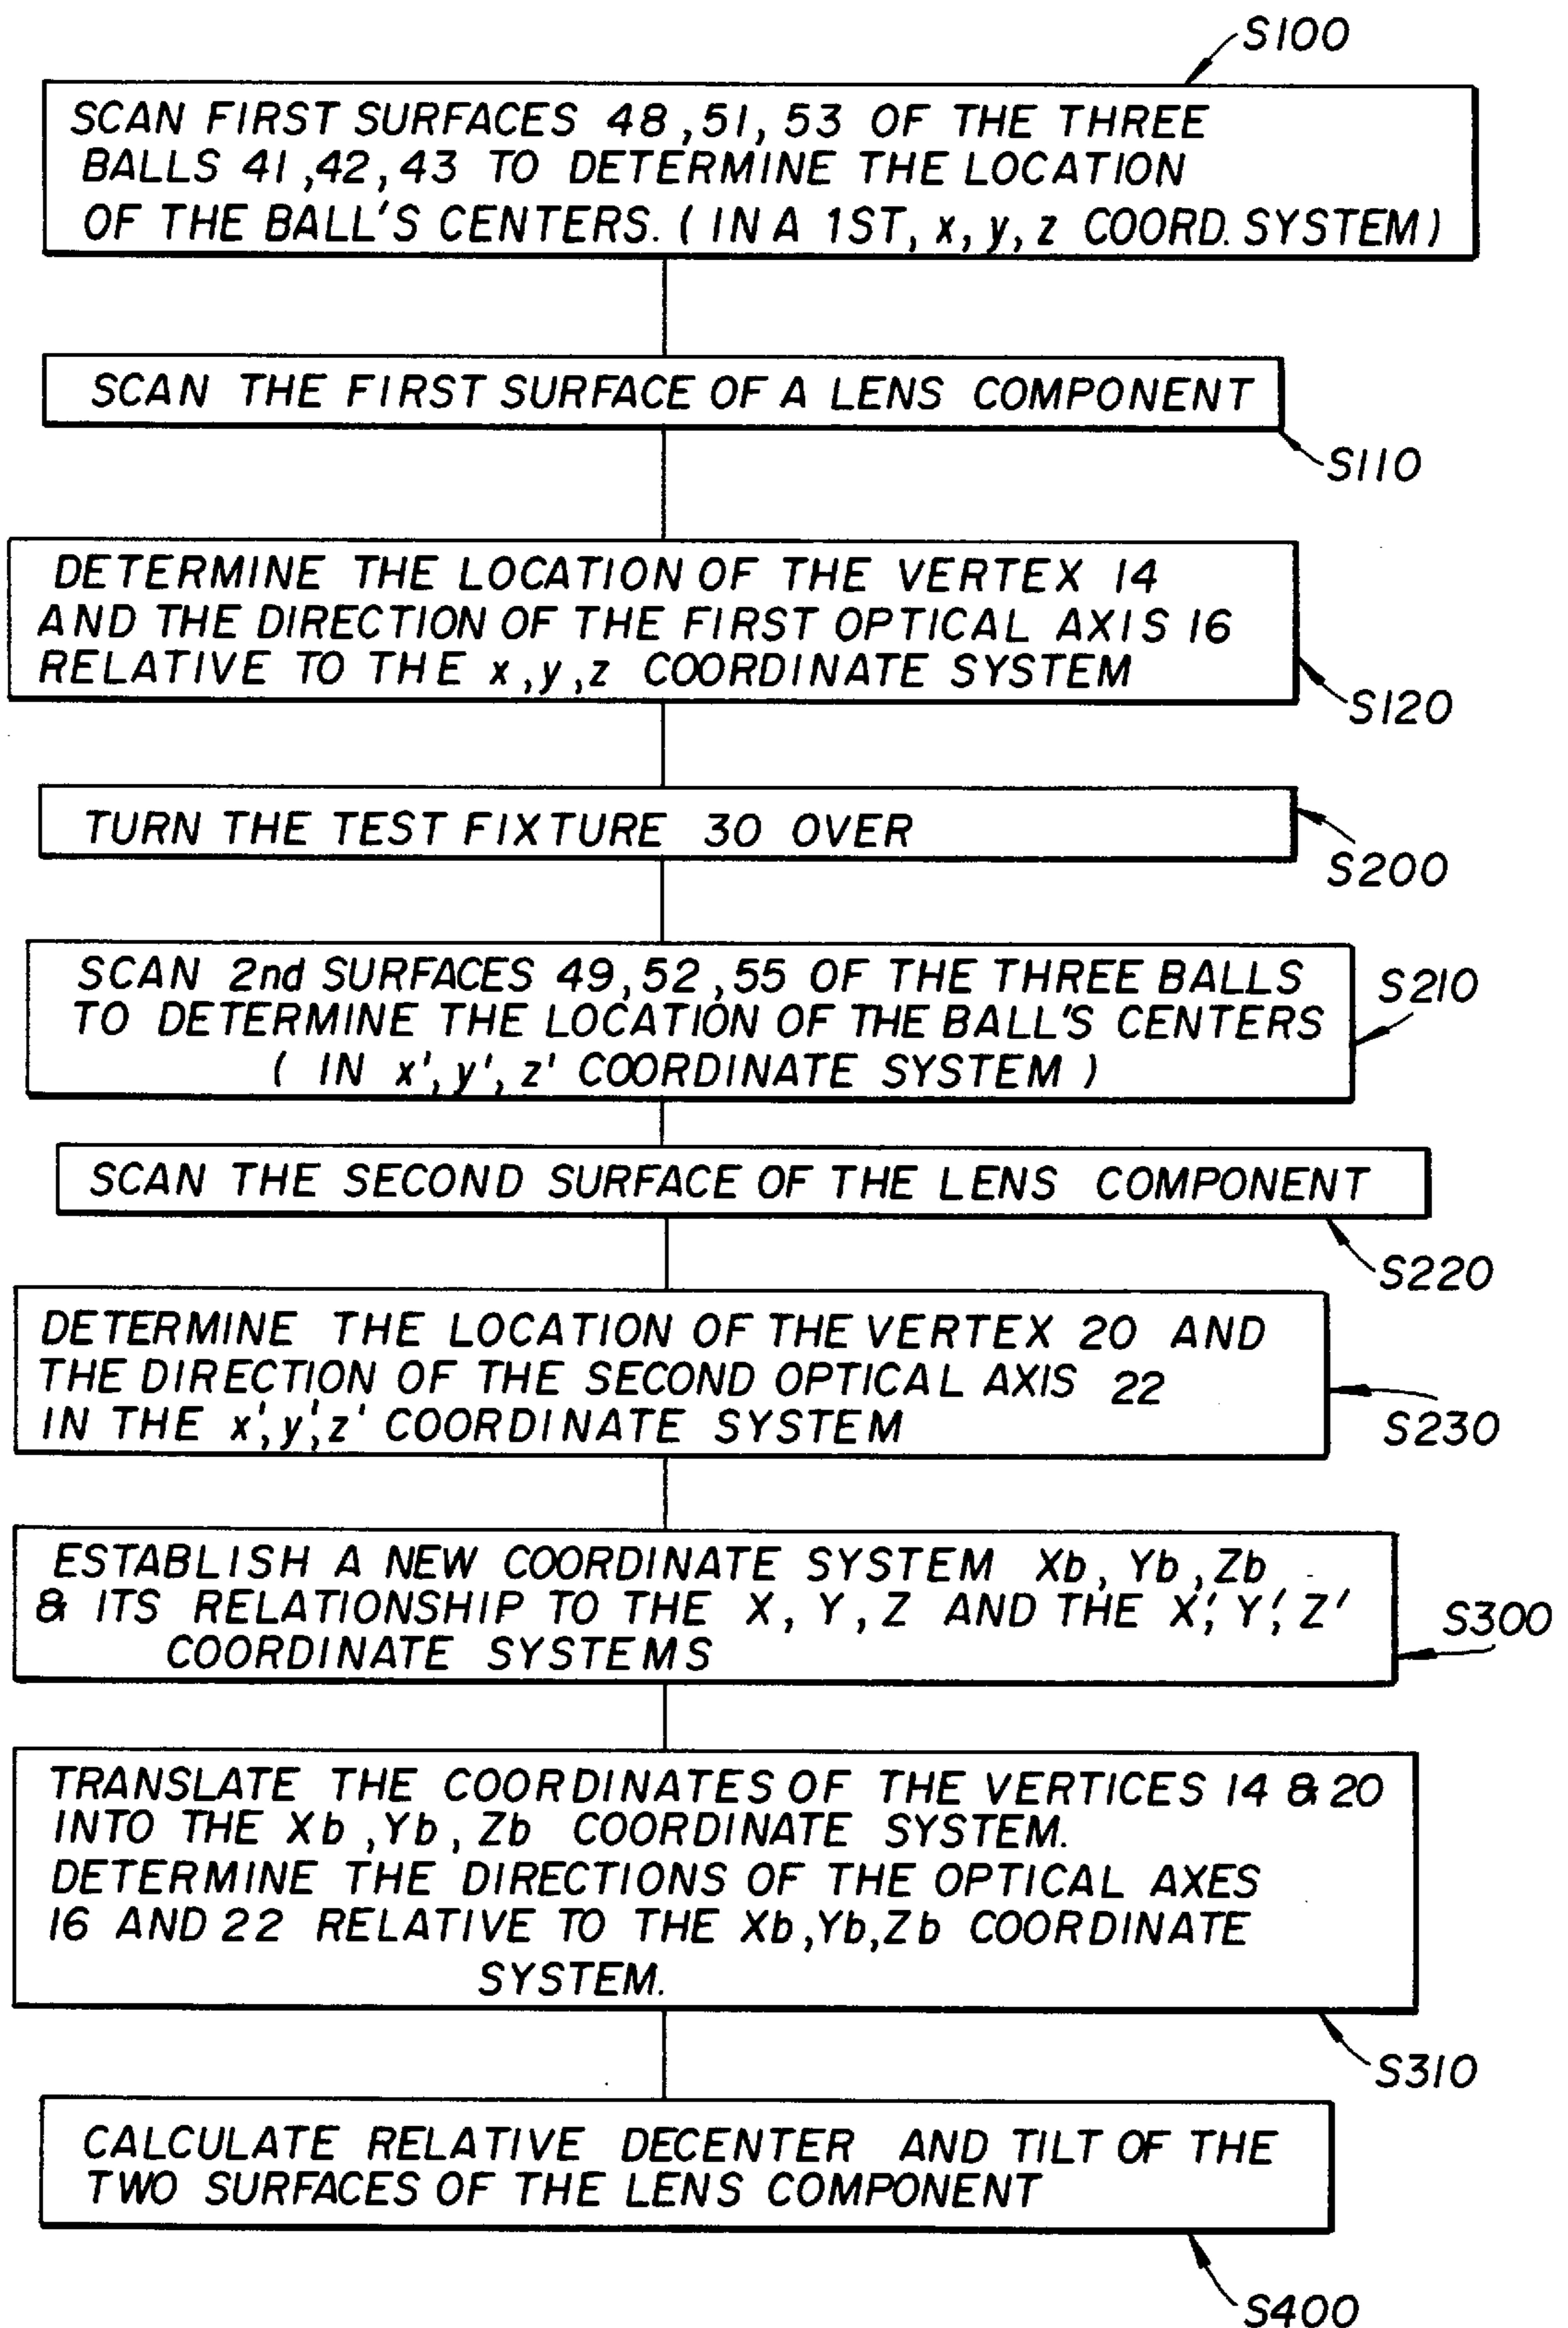 S100
SCAN FIRST SURFACES 48, 51, 53 OF THE THREE
BALLS 41, 42, 43 TO DETERMINE THE LOCATION
OF THE BALL'S CENTERS. (IN A 1ST, x, y, z COORD. SYSTEM)
SCAN THE FIRST SURFACE OF A LENS COMPONENT
S110
DETERMINE THE LOCATION OF THE VERTEX 14
AND THE DIRECTION OF THE FIRST OPTICAL AXIS 16
RELATIVE TO THE x, y, z COORDINATE SYSTEM
S120
TURN THE TEST FIXTURE 30 OVER
S200
SCAN 2nd SURFACES 49, 52, 55 OF THE THREE BALLS
TO DETERMINE THE LOCATION OF THE BALL'S CENTERS
(IN x', y', z' COORDINATE SYSTEM)
S210
SCAN THE SECOND SURFACE OF THE LENS COMPONENT
S220
DETERMINE THE LOCATION OF THE VERTEX 20 AND
THE DIRECTION OF THE SECOND OPTICAL AXIS 22
IN THE x', y', z' COORDINATE SYSTEM
S230
ESTABLISH A NEW COORDINATE SYSTEM Xb, Yb, Zb
& ITS RELATIONSHIP TO THE X, Y, Z AND THE X', Y', Z'
COORDINATE SYSTEMS
S300
TRANSLATE THE COORDINATES OF THE VERTICES 14 & 20
INTO THE Xb, Yb, Zb COORDINATE SYSTEM.
DETERMINE THE DIRECTIONS OF THE OPTICAL AXES
16 AND 22 RELATIVE TO THE Xb, Yb, Zb COORDINATE
SYSTEM.
S310
CALCULATE RELATIVE DECENTER AND TILT OF THE
TWO SURFACES OF THE LENS COMPONENT
S400